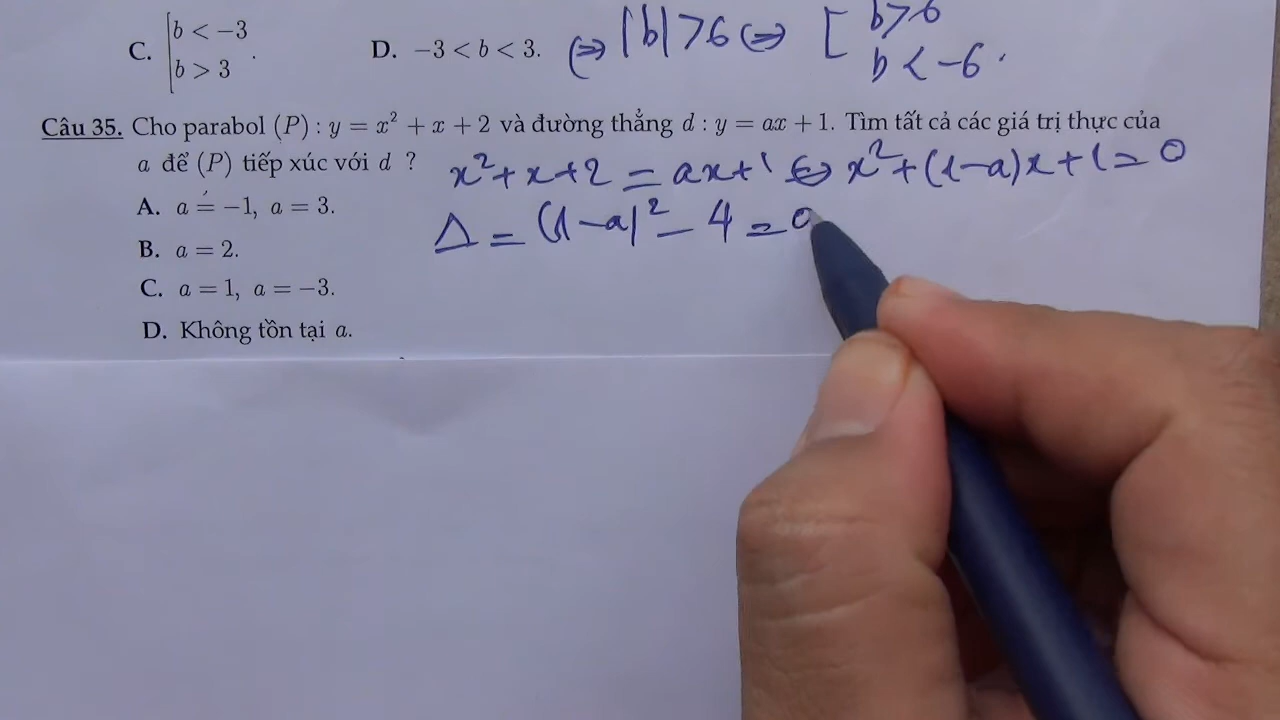 C. [ b < −3
b > 3 .
D. −3 < b < 3. ⇔ |b| > 6 ⇔ [ b > 6
b < −6 .
Câu 35. Cho parabol (P) : y = x² + x + 2 và đường thẳng d : y = ax + 1. Tìm tất cả các giá trị thực của
a để (P) tiếp xúc với d ?
x² + x + 2 = ax + 1 ⇔ x² + (1 − a)x + 1 = 0
Δ = (1 − a)² − 4 = 0
A. a = −1, a = 3.
B. a = 2.
C. a = 1, a = −3.
D. Không tồn tại a.